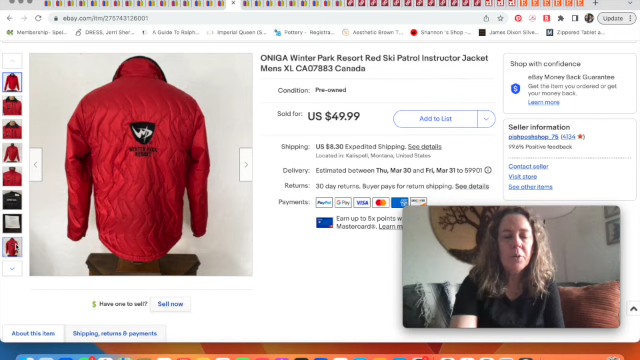 ebay.com/itm/275743126001
Update
Membership- Spel...
DRESS, Jerri Sher...
A Guide To Ralph...
Imperial Queen (S...
Pottery - Registra...
Aesthetic Brown T...
Shannon 's Shop -...
James Dixon Silve...
Zippered Tablet a...
ONIGA Winter Park Resort Red Ski Patrol Instructor Jacket
Mens XL CA07883 Canada
Condition: Pre-owned
Sold for: US $49.99
Add to List
Shipping: US $8.30 Expedited Shipping. See details
Located in: Kalispell, Montana, United States
Delivery: Estimated between Thu, Mar 30 and Fri, Mar 31 to 59901
Returns: 30 day returns. Buyer pays for return shipping. See details
Payments: PayPal G Pay VISA
Earn up to 5x points w
Mastercard®. Learn m
Shop with confidence
eBay Money Back Guarantee
Get the item you ordered or get
your money back.
Learn more
Seller information
pishposhshop_75 (4134)
99.6% Positive feedback
Contact seller
Visit store
See other items
WINTER PARK
RESORT
Have one to sell? Sell now
About this item
Shipping, returns & payments